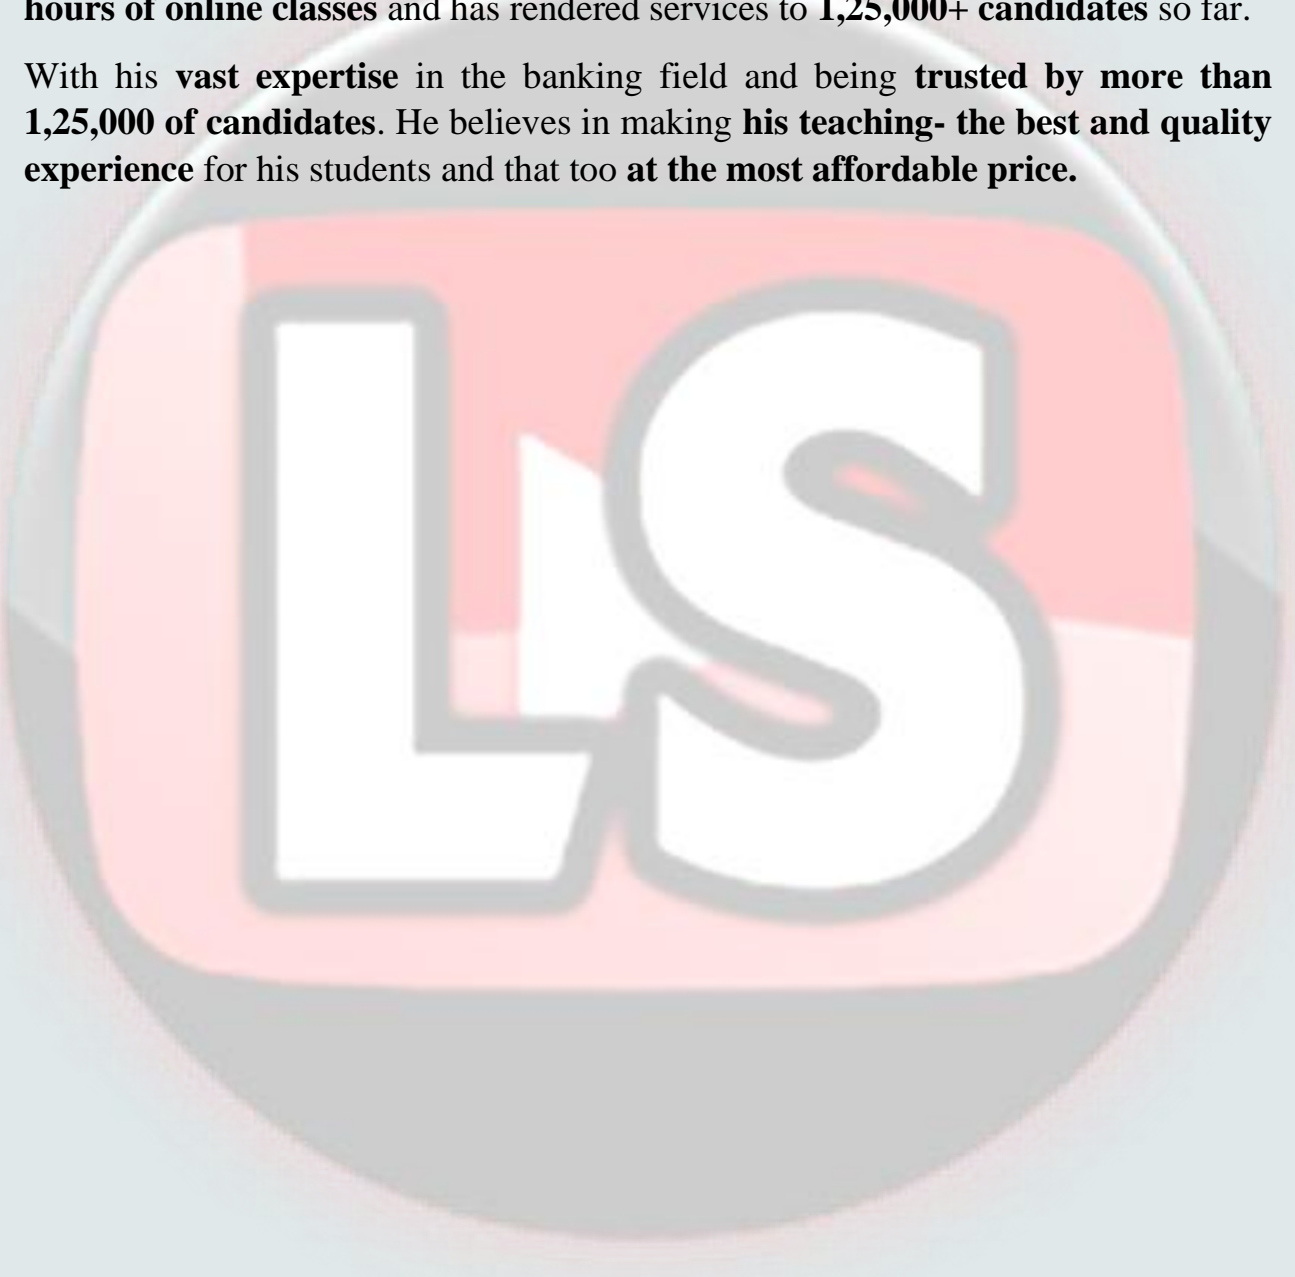 hours of online classes and has rendered services to 1,25,000+ candidates so far.
With his vast expertise in the banking field and being trusted by more than
1,25,000 of candidates. He believes in making his teaching- the best and quality
experience for his students and that too at the most affordable price.
LS